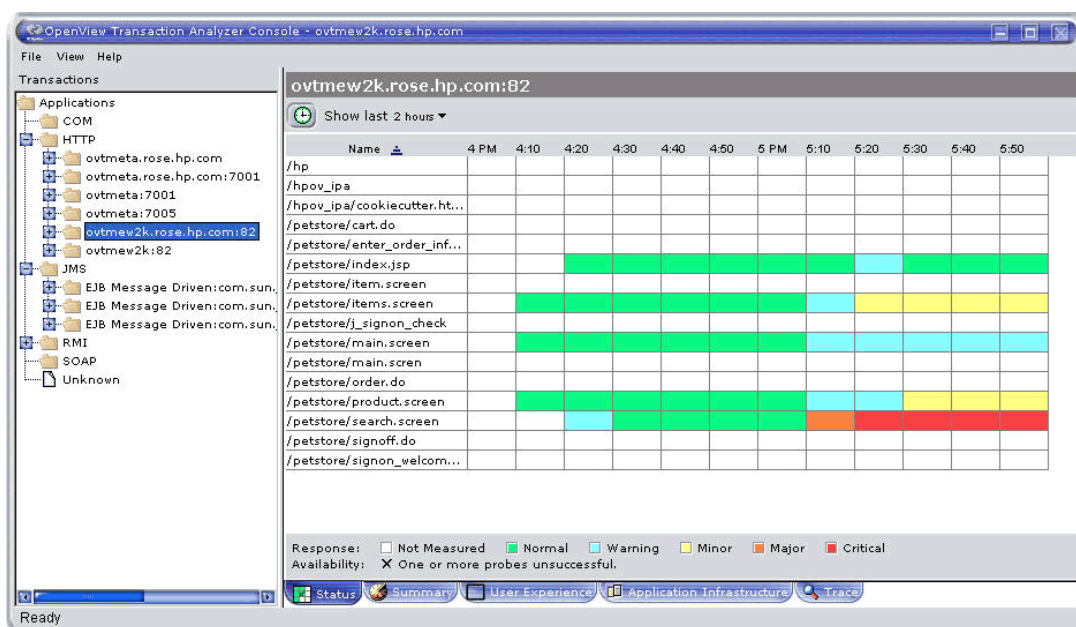 OpenView Transaction Analyzer Console - ovtmew2k.rose.hp.com
File View Help
Transactions
Applications
COM
HTTP
ovtmeta.rose.hp.com
ovtmeta.rose.hp.com:7001
ovtmeta:7001
ovtmeta:7005
ovtmew2k.rose.hp.com:82
ovtmew2k:82
JMS
EJB Message Driven:com.sun.
EJB Message Driven:com.sun.
EJB Message Driven:com.sun.
RMI
SOAP
Unknown
ovtmew2k.rose.hp.com:82
Show last 2 hours
Name 4 PM 4:10 4:20 4:30 4:40 4:50 5 PM 5:10 5:20 5:30 5:40 5:50
/hp
/hpov_ipa
/hpov_ipa/cookiecutter.ht...
/petstore/cart.do
/petstore/enter_order_inf...
/petstore/index.jsp
/petstore/item.screen
/petstore/items.screen
/petstore/j_signon_check
/petstore/main.screen
/petstore/main.scren
/petstore/order.do
/petstore/product.screen
/petstore/search.screen
/petstore/signoff.do
/petstore/signon_welcom...
Response: Not Measured Normal Warning Minor Major Critical
Availability: X One or more probes unsuccessful.
Status Summary User Experience Application Infrastructure Trace
Ready